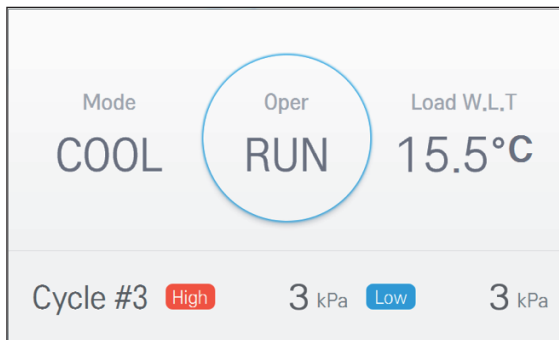 Mode Oper Load W.L.T
COOL RUN 15.5°C
Cycle #3 High 3 kPa Low 3 kPa